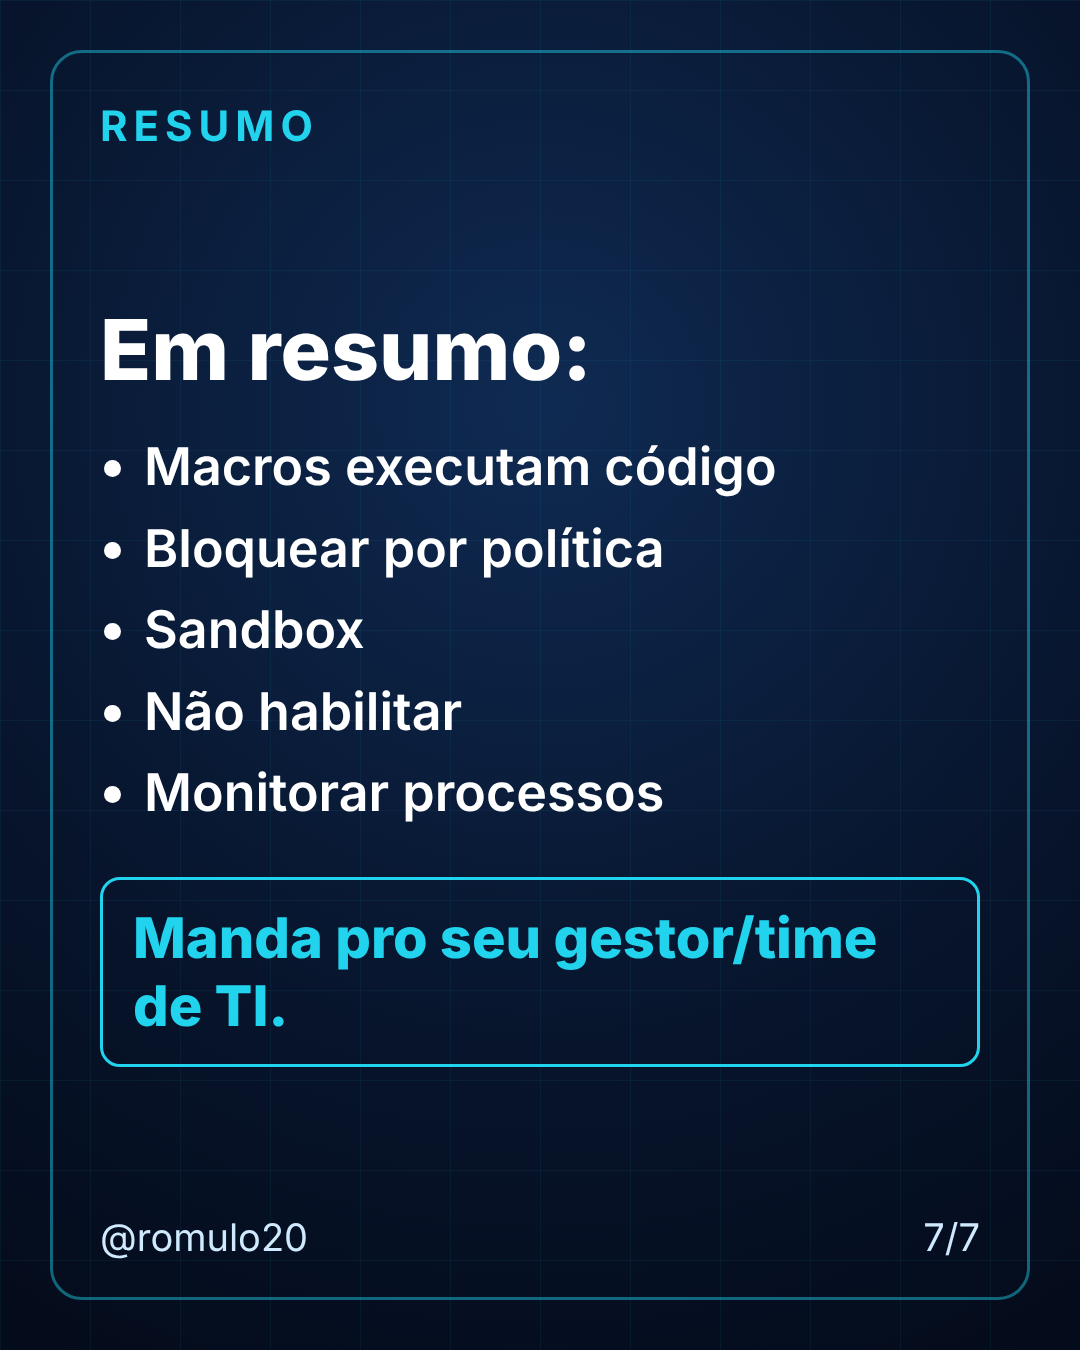 RESUMO
Em resumo:
• Macros executam código
• Bloquear por política
• Sandbox
• Não habilitar
• Monitorar processos
Manda pro seu gestor/time
de TI.
@romulo20
7/7